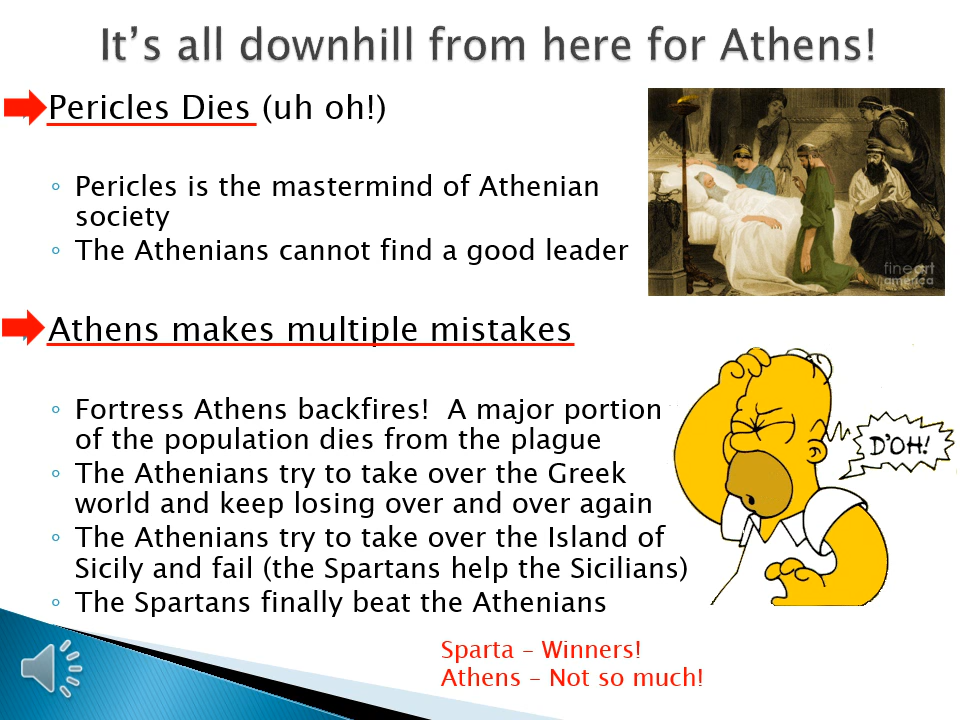 It’s all downhill from here for Athens!
Pericles Dies (uh oh!)
◦ Pericles is the mastermind of Athenian
society
◦ The Athenians cannot find a good leader
fineart
america
Athens makes multiple mistakes
◦ Fortress Athens backfires!  A major portion
of the population dies from the plague
◦ The Athenians try to take over the Greek
world and keep losing over and over again
◦ The Athenians try to take over the Island of
Sicily and fail (the Spartans help the Sicilians)
◦ The Spartans finally beat the Athenians
D'OH!
Sparta – Winners!
Athens – Not so much!